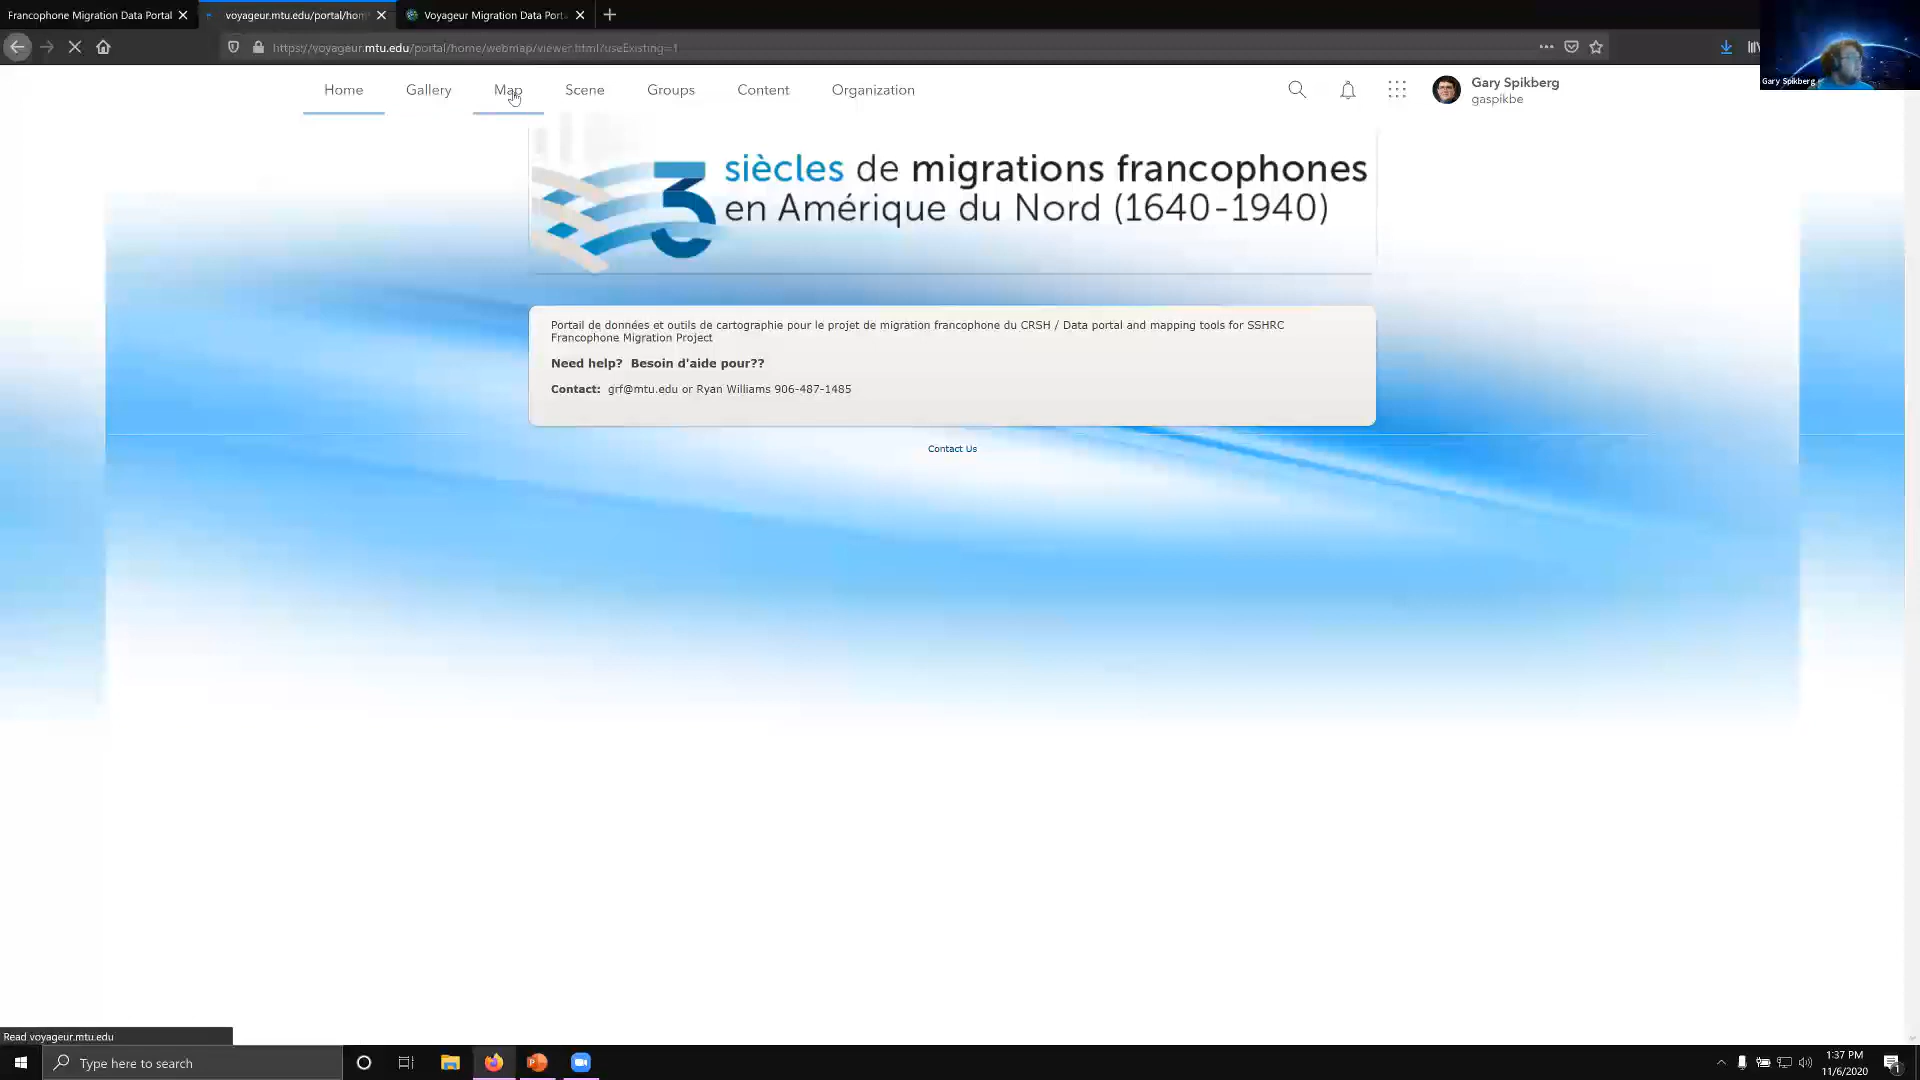 Francophone Migration Data Portal
voyageur.mtu.edu/portal/hom
Voyageur Migration Data Port
https://voyageur.mtu.edu/portal/home/webmap/viewer.html?useExisting=1
Gary Spikberg
Home Gallery Map Scene Groups Content Organization
Gary Spikberg
gaspikbe
3 siècles de migrations francophones
en Amérique du Nord (1640-1940)
Portail de données et outils de cartographie pour le projet de migration francophone du CRSH / Data portal and mapping tools for SSHRC
Francophone Migration Project
Need help? Besoin d'aide pour??
Contact: grf@mtu.edu or Ryan Williams 906-487-1485
Contact Us
Read voyageur.mtu.edu
Type here to search
1:37 PM
11/6/2020
1